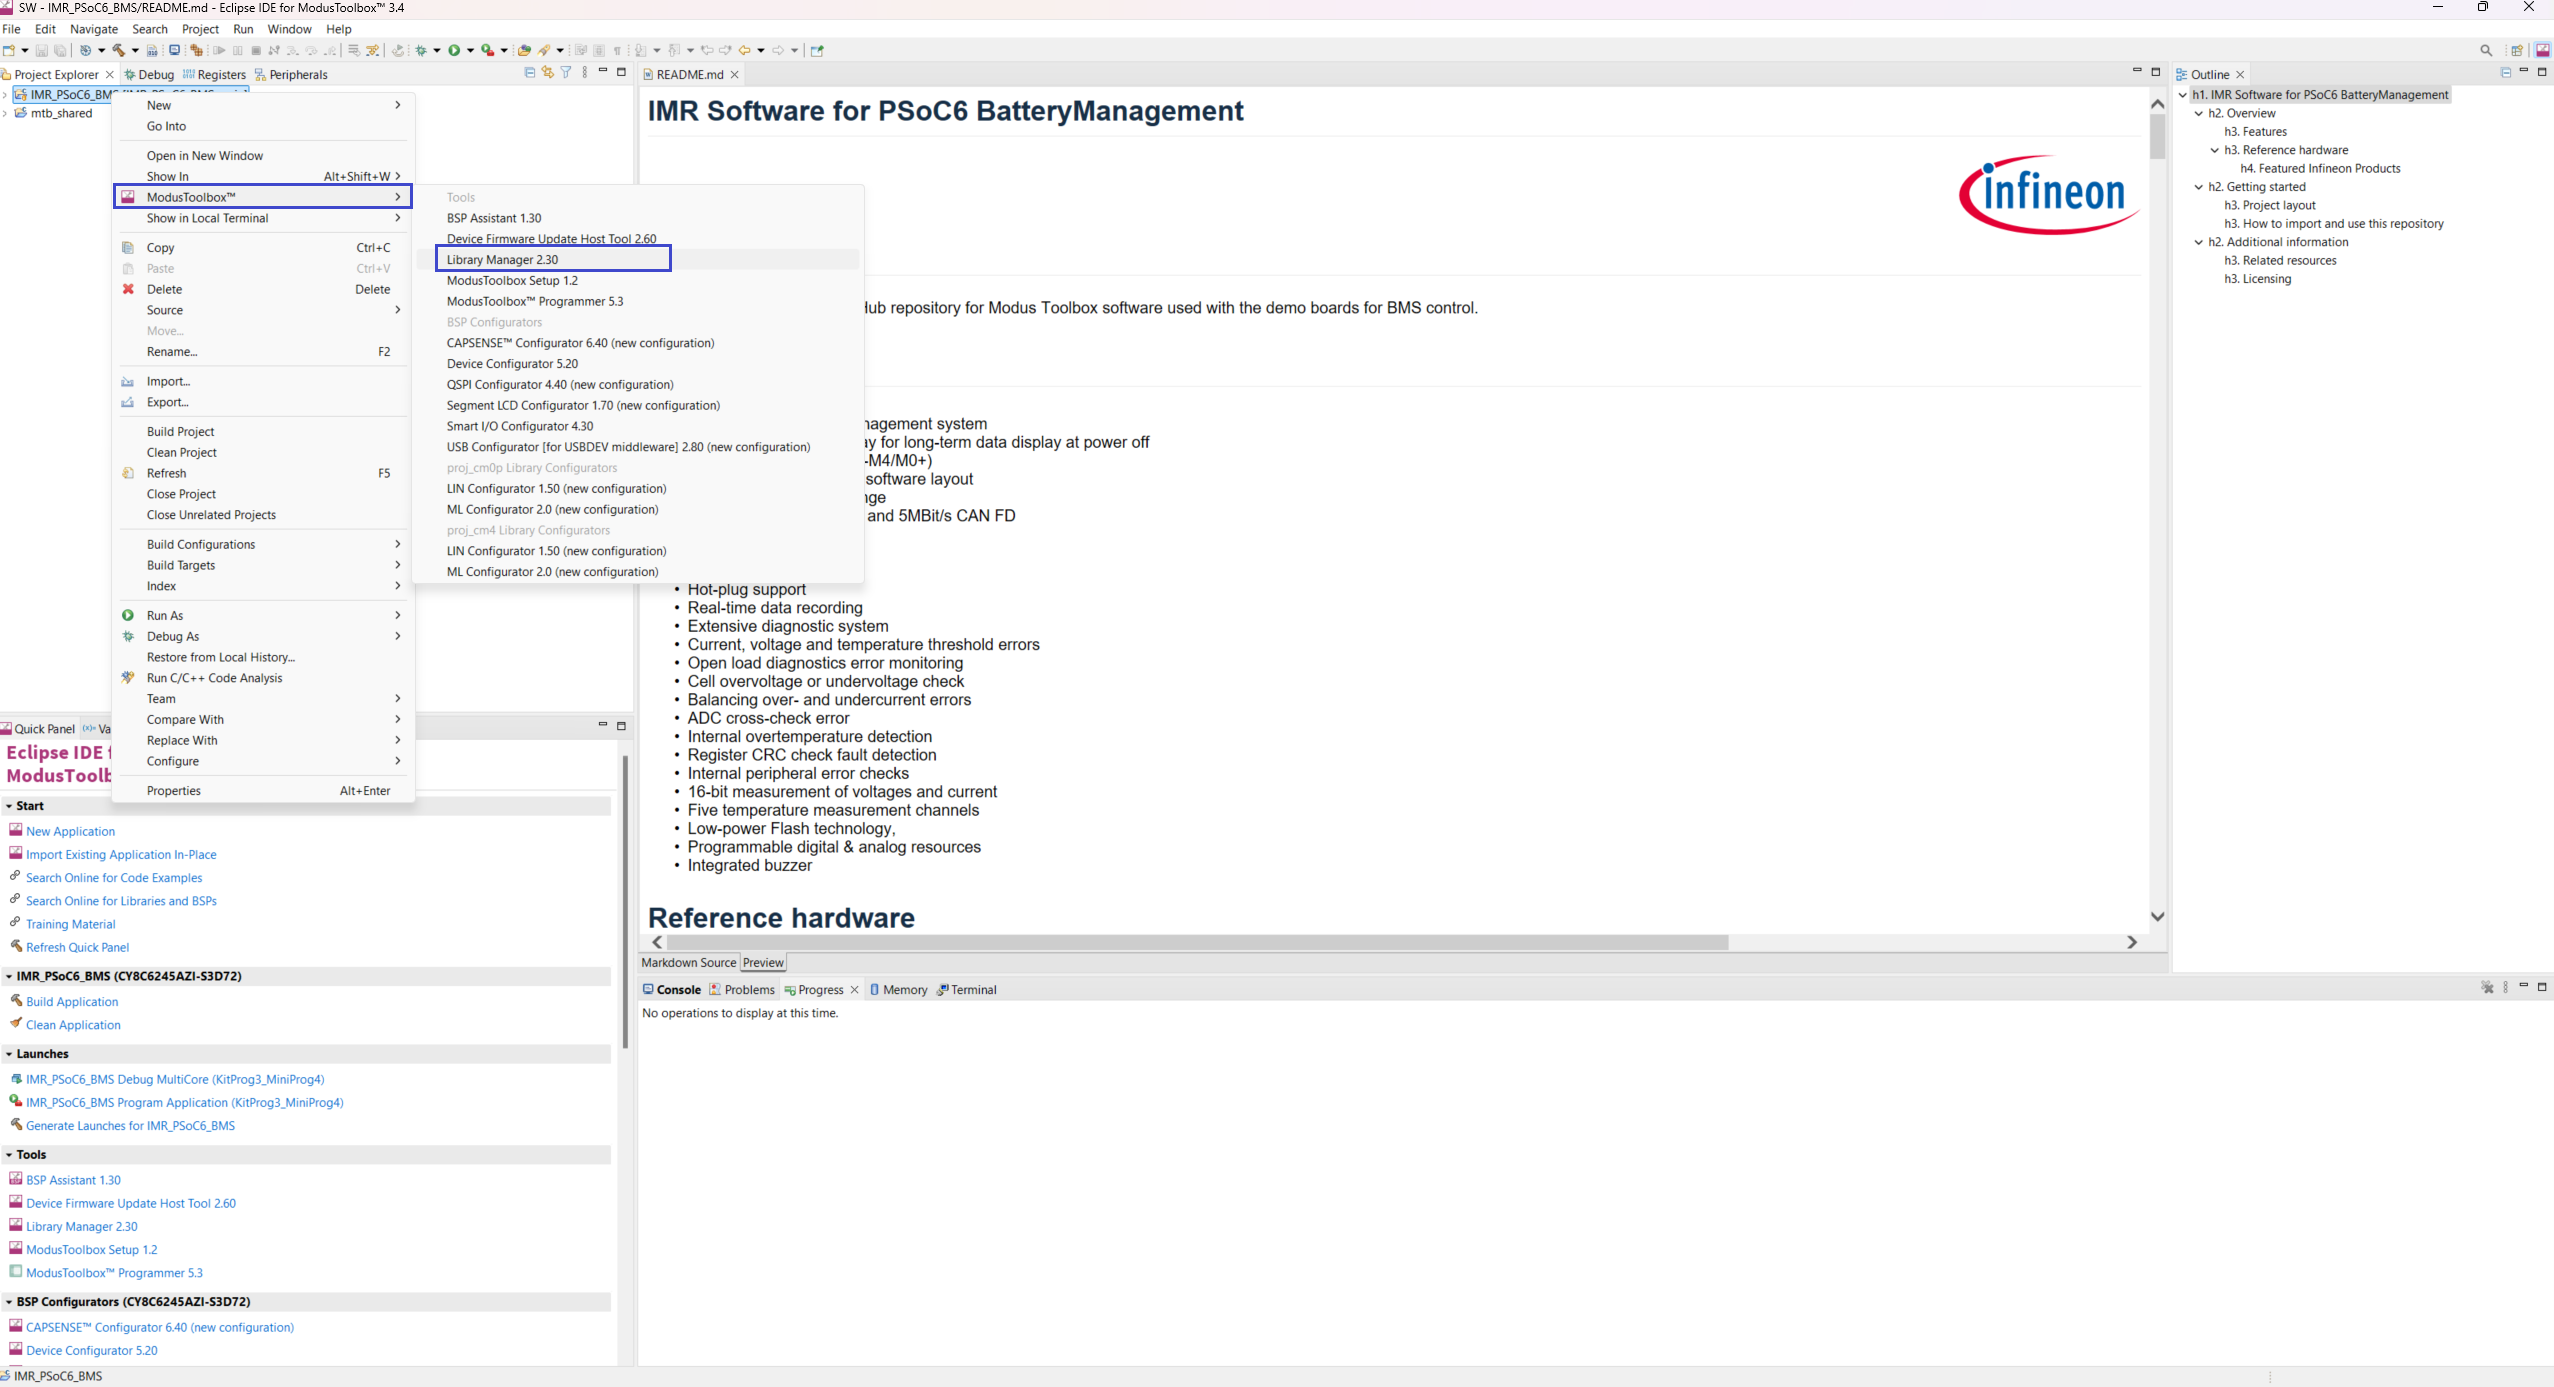 SW - IMR_PSoC6_BMS/README.md - Eclipse IDE for ModusToolbox™ 3.4
File Edit Navigate Search Project Run Window Help
Project Explorer Debug Registers Peripherals
IMR_PSoC6_BMS
mtb_shared
New
Go Into
Open in New Window
Show In Alt+Shift+W
ModusToolbox™
Show in Local Terminal
Copy Ctrl+C
Paste Ctrl+V
Delete Delete
Source
Move...
Rename... F2
Import...
Export...
Build Project
Clean Project
Refresh F5
Close Project
Close Unrelated Projects
Build Configurations
Build Targets
Index
Run As
Debug As
Restore from Local History...
Run C/C++ Code Analysis
Team
Compare With
Replace With
Configure
Properties Alt+Enter
Tools
BSP Assistant 1.30
Device Firmware Update Host Tool 2.60
Library Manager 2.30
ModusToolbox Setup 1.2
ModusToolbox™ Programmer 5.3
BSP Configurators
CAPSENSE™ Configurator 6.40 (new configuration)
Device Configurator 5.20
QSPI Configurator 4.40 (new configuration)
Segment LCD Configurator 1.70 (new configuration)
Smart I/O Configurator 4.30
USB Configurator [for USBDEV middleware] 2.80 (new configuration)
proj_cm0p Library Configurators
LIN Configurator 1.50 (new configuration)
ML Configurator 2.0 (new configuration)
proj_cm4 Library Configurators
LIN Configurator 1.50 (new configuration)
ML Configurator 2.0 (new configuration)
Quick Panel (x)= Va
Eclipse IDE f
ModusToolb
Start
New Application
Import Existing Application In-Place
Search Online for Code Examples
Search Online for Libraries and BSPs
Training Material
Refresh Quick Panel
IMR_PSoC6_BMS (CY8C6245AZI-S3D72)
Build Application
Clean Application
Launches
IMR_PSoC6_BMS Debug MultiCore (KitProg3_MiniProg4)
IMR_PSoC6_BMS Program Application (KitProg3_MiniProg4)
Generate Launches for IMR_PSoC6_BMS
Tools
BSP Assistant 1.30
Device Firmware Update Host Tool 2.60
Library Manager 2.30
ModusToolbox Setup 1.2
ModusToolbox™ Programmer 5.3
BSP Configurators (CY8C6245AZI-S3D72)
CAPSENSE™ Configurator 6.40 (new configuration)
Device Configurator 5.20
IMR_PSoC6_BMS
README.md
IMR Software for PSoC6 BatteryManagement
infineon
Hub repository for Modus Toolbox software used with the demo boards for BMS control.
nagement system
ay for long-term data display at power off
-M4/M0+)
software layout
nge
and 5MBit/s CAN FD
• Hot-plug support
• Real-time data recording
• Extensive diagnostic system
• Current, voltage and temperature threshold errors
• Open load diagnostics error monitoring
• Cell overvoltage or undervoltage check
• Balancing over- and undercurrent errors
• ADC cross-check error
• Internal overtemperature detection
• Register CRC check fault detection
• Internal peripheral error checks
• 16-bit measurement of voltages and current
• Five temperature measurement channels
• Low-power Flash technology,
• Programmable digital & analog resources
• Integrated buzzer
Reference hardware
Markdown Source Preview
Console Problems Progress Memory Terminal
No operations to display at this time.
Outline
h1. IMR Software for PSoC6 BatteryManagement
h2. Overview
h3. Features
h3. Reference hardware
h4. Featured Infineon Products
h2. Getting started
h3. Project layout
h3. How to import and use this repository
h2. Additional information
h3. Related resources
h3. Licensing